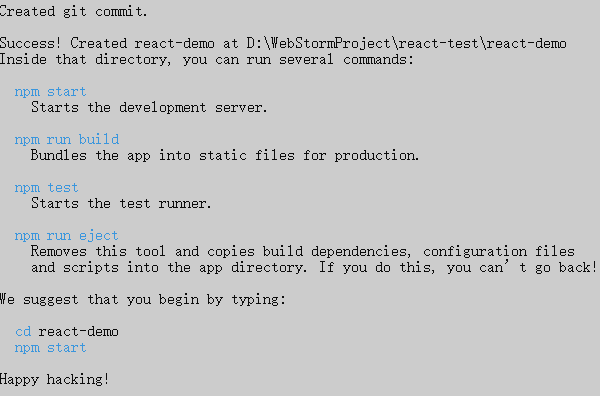 Created git commit.
Success! Created react-demo at D:\WebStormProject\react-test\react-demo
Inside that directory, you can run several commands:
npm start
Starts the development server.
npm run build
Bundles the app into static files for production.
npm test
Starts the test runner.
npm run eject
Removes this tool and copies build dependencies, configuration files
and scripts into the app directory. If you do this, you can’t go back!
We suggest that you begin by typing:
cd react-demo
npm start
Happy hacking!